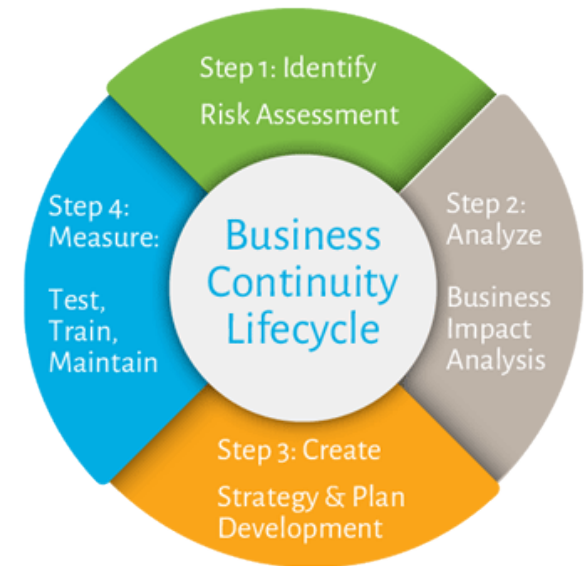 Step 1: Identify
Risk Assessment
Step 2:
Analyze
Business
Impact
Analysis
Step 3: Create
Strategy & Plan
Development
Step 4:
Measure:
Test,
Train,
Maintain
Business
Continuity
Lifecycle